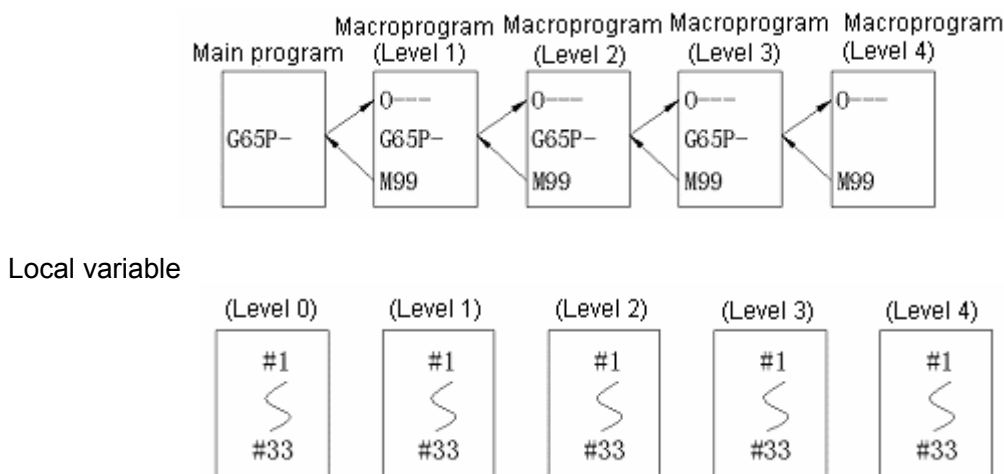 Main program
Macroprogram
(Level 1)
Macroprogram
(Level 2)
Macroprogram
(Level 3)
Macroprogram
(Level 4)
G65P-
O---
G65P-
M99
O---
G65P-
M99
O---
G65P-
M99
O---
M99
Local variable
(Level 0)
(Level 1)
(Level 2)
(Level 3)
(Level 4)
#1
#33
#1
#33
#1
#33
#1
#33
#1
#33